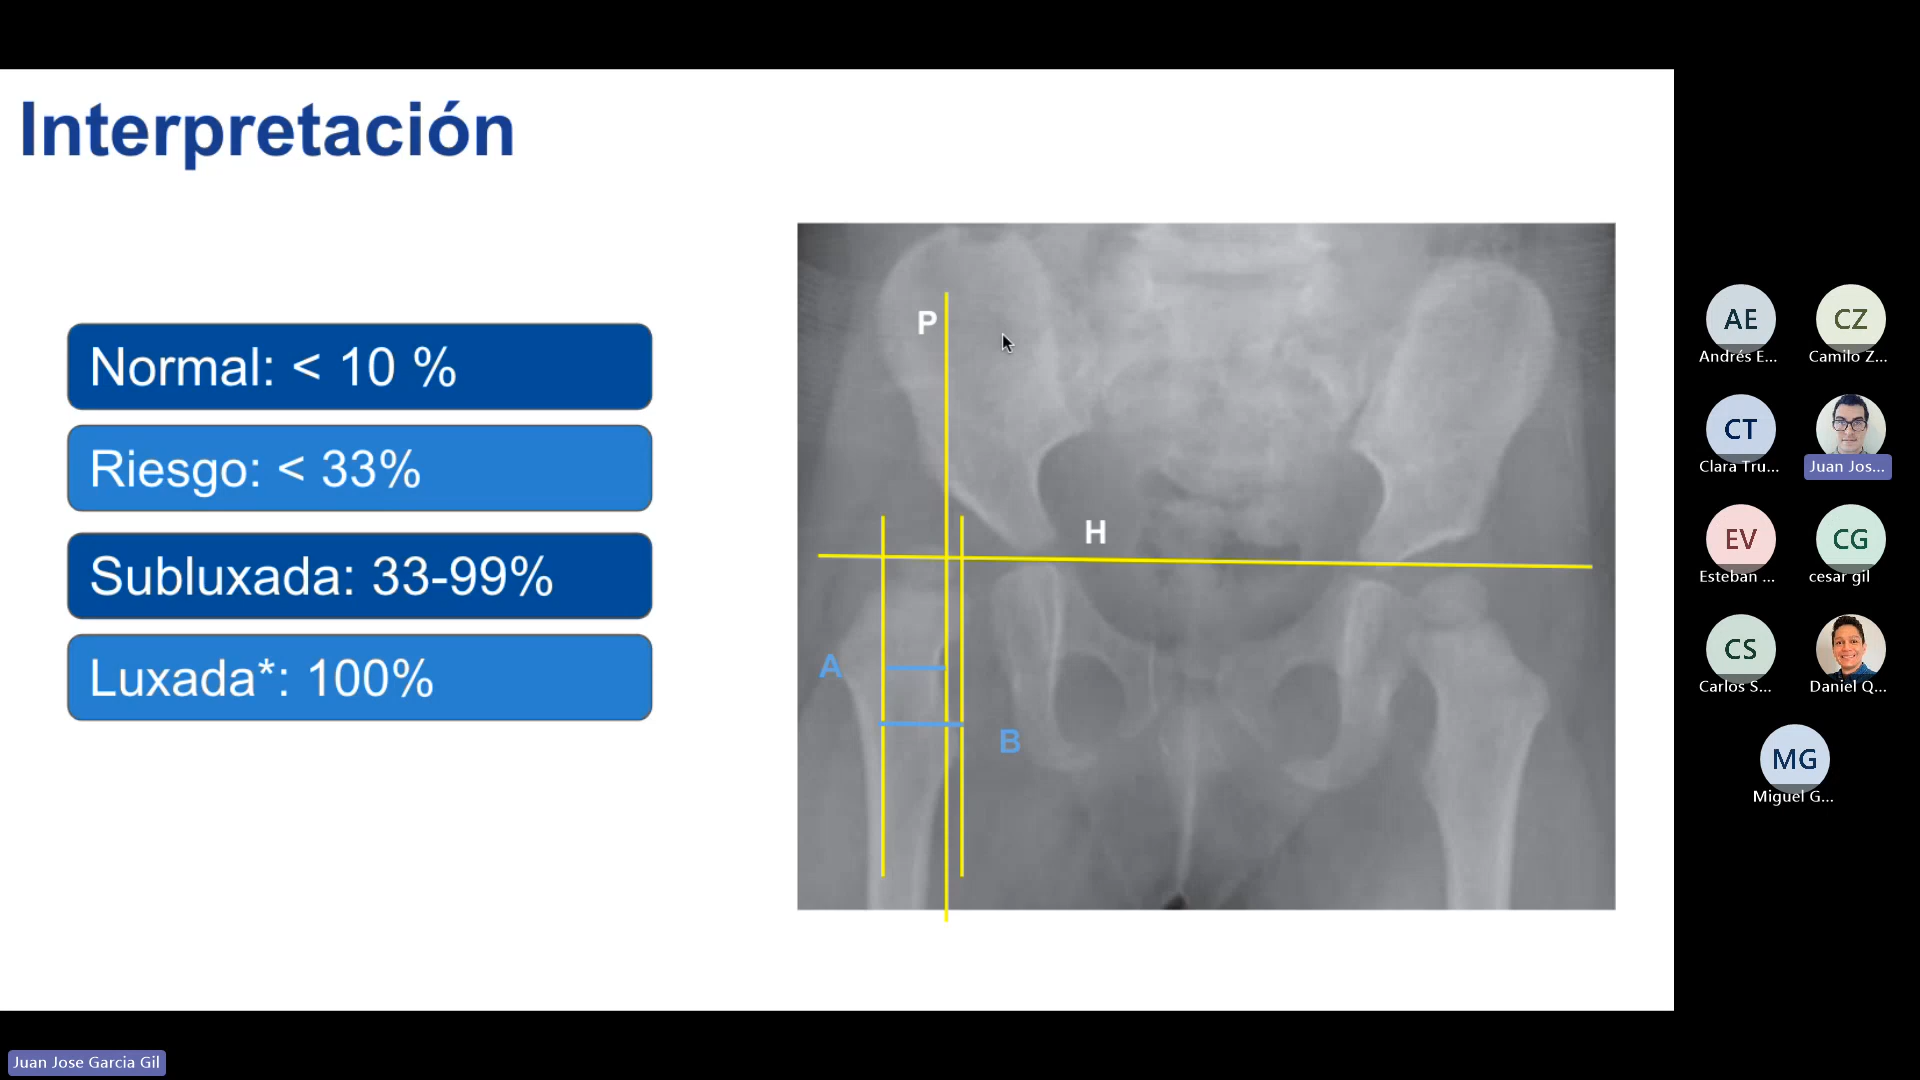 Interpretación
Normal: < 10 %
Riesgo: < 33%
Subluxada: 33-99%
Luxada*: 100%
P
H
A
B
AE
Andrés E...
CZ
Camilo Z...
CT
Clara Tru...
Juan Jos...
EV
Esteban ...
CG
cesar gil
CS
Carlos S...
Daniel Q...
MG
Miguel G...
Juan Jose Garcia Gil